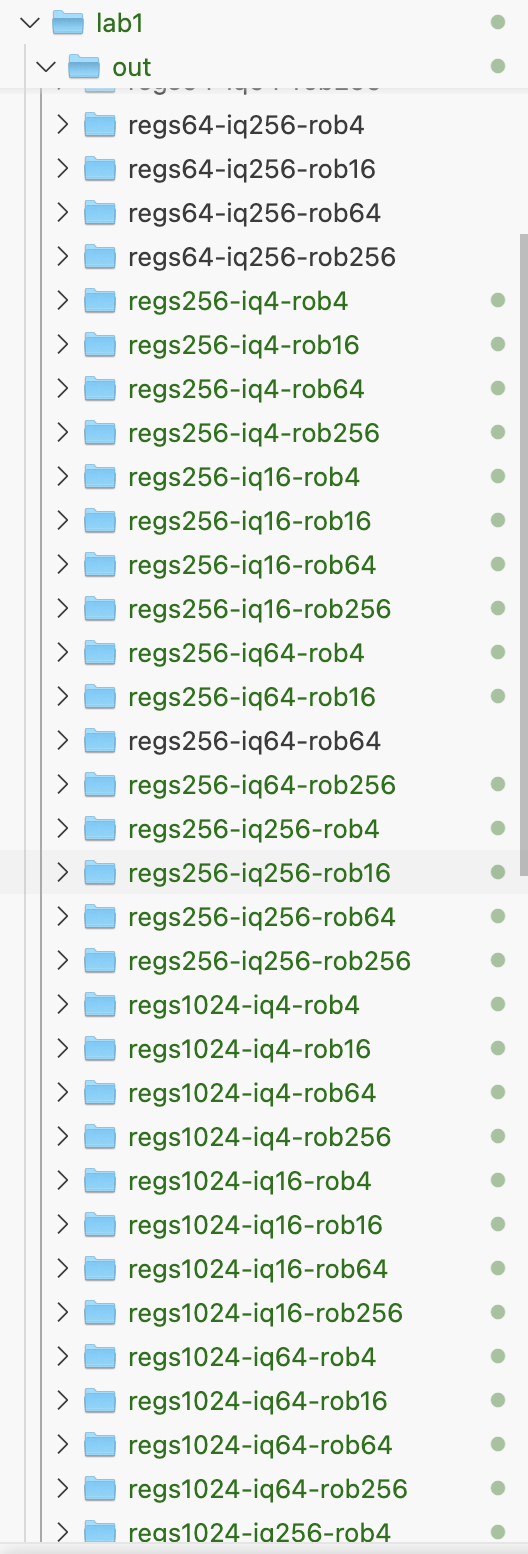 lab1
out
regs64-iq256-rob4
regs64-iq256-rob16
regs64-iq256-rob64
regs64-iq256-rob256
regs256-iq4-rob4
regs256-iq4-rob16
regs256-iq4-rob64
regs256-iq4-rob256
regs256-iq16-rob4
regs256-iq16-rob16
regs256-iq16-rob64
regs256-iq16-rob256
regs256-iq64-rob4
regs256-iq64-rob16
regs256-iq64-rob64
regs256-iq64-rob256
regs256-iq256-rob4
regs256-iq256-rob16
regs256-iq256-rob64
regs256-iq256-rob256
regs1024-iq4-rob4
regs1024-iq4-rob16
regs1024-iq4-rob64
regs1024-iq4-rob256
regs1024-iq16-rob4
regs1024-iq16-rob16
regs1024-iq16-rob64
regs1024-iq16-rob256
regs1024-iq64-rob4
regs1024-iq64-rob16
regs1024-iq64-rob64
regs1024-iq64-rob256
regs1024-iq256-rob4